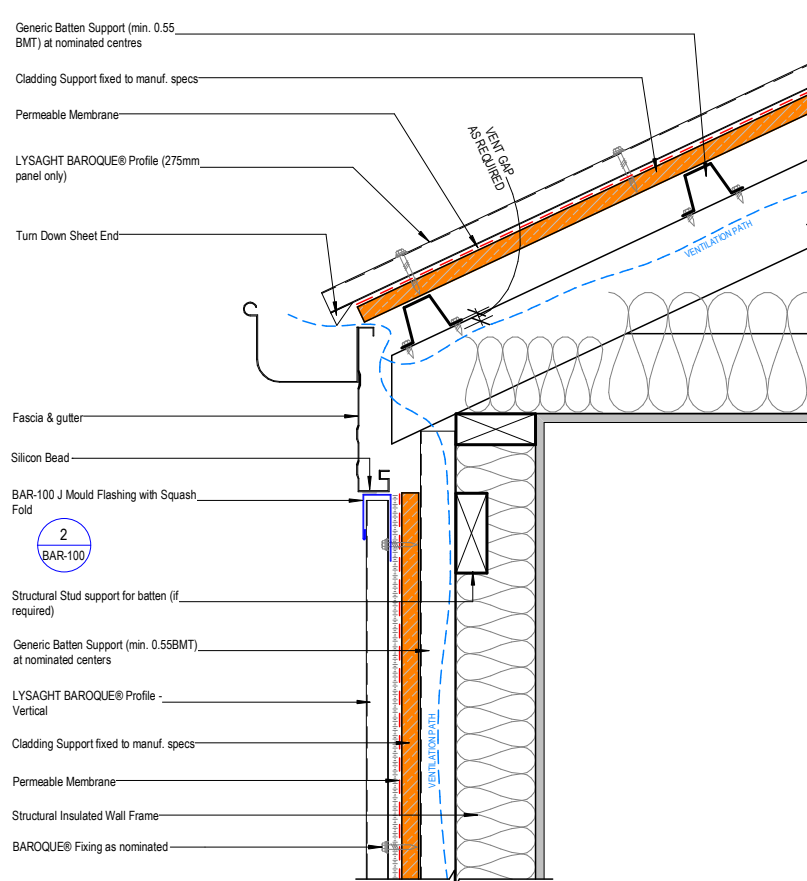 Generic Batten Support (min. 0.55
BMT) at nominated centres
Cladding Support fixed to manuf. specs
Permeable Membrane
LYSAGHT BAROQUE® Profile (275mm
panel only)
Turn Down Sheet End
VENT GAP
AS REQUIRED
VENTILATION PATH
Fascia & gutter
Silicon Bead
BAR-100 J Mould Flashing with Squash
Fold
2
BAR-100
Structural Stud support for batten (if
required)
Generic Batten Support (min. 0.55BMT)
at nominated centers
LYSAGHT BAROQUE® Profile -
Vertical
Cladding Support fixed to manuf. specs
VENTILATION PATH
Permeable Membrane
Structural Insulated Wall Frame
BAROQUE® Fixing as nominated